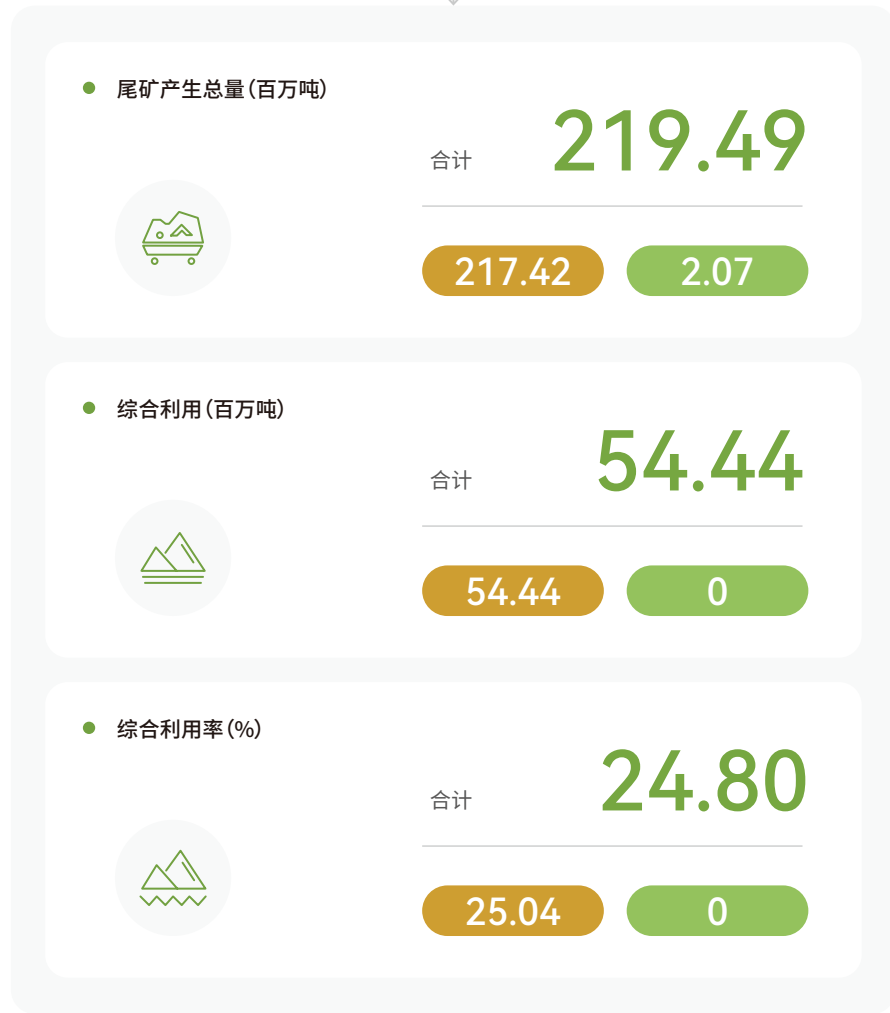 尾矿产生总量(百万吨)
合计
219.49
217.42
2.07
综合利用(百万吨)
合计
54.44
54.44
0
综合利用率(%)
合计
24.80
25.04
0